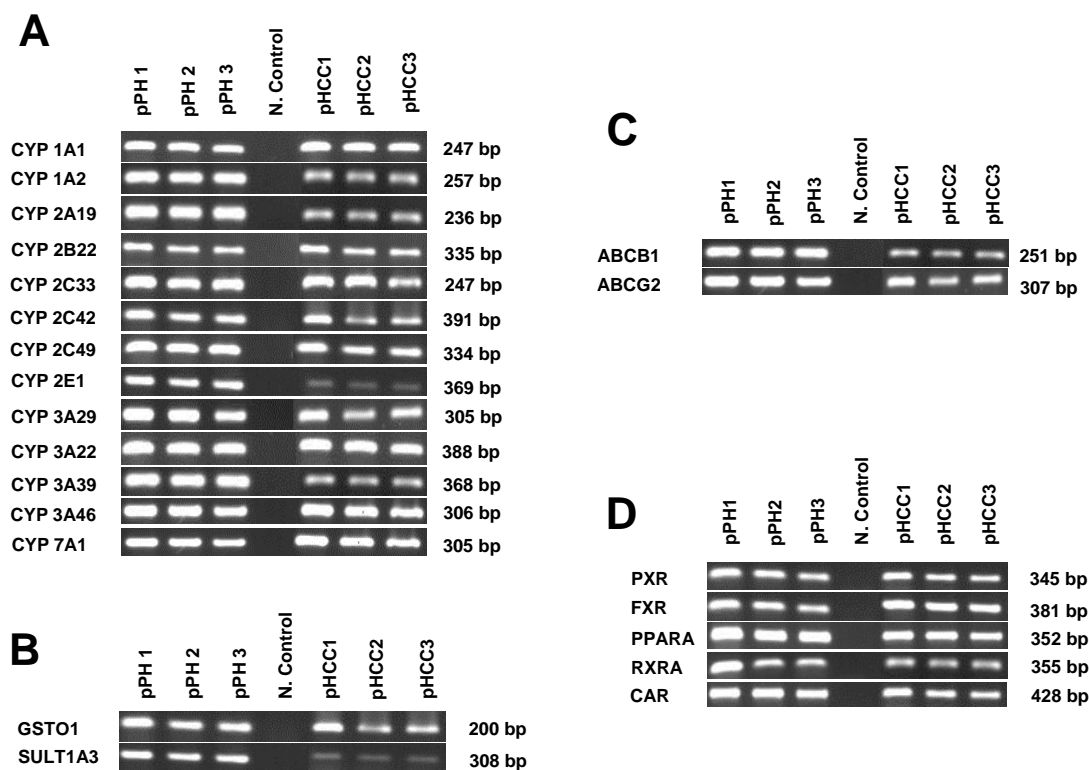 A
pPH 1 pPH 2 pPH 3 N. Control pHCC1 pHCC2 pHCC3
CYP 1A1 247 bp
CYP 1A2 257 bp
CYP 2A19 236 bp
CYP 2B22 335 bp
CYP 2C33 247 bp
CYP 2C42 391 bp
CYP 2C49 334 bp
CYP 2E1 369 bp
CYP 3A29 305 bp
CYP 3A22 388 bp
CYP 3A39 368 bp
CYP 3A46 306 bp
CYP 7A1 305 bp
B
pPH 1 pPH 2 pPH 3 N. Control pHCC1 pHCC2 pHCC3
GSTO1 200 bp
SULT1A3 308 bp
C
pPH1 pPH2 pPH3 N. Control pHCC1 pHCC2 pHCC3
ABCB1 251 bp
ABCG2 307 bp
D
pPH1 pPH2 pPH3 N. Control pHCC1 pHCC2 pHCC3
PXR 345 bp
FXR 381 bp
PPARA 352 bp
RXRA 355 bp
CAR 428 bp